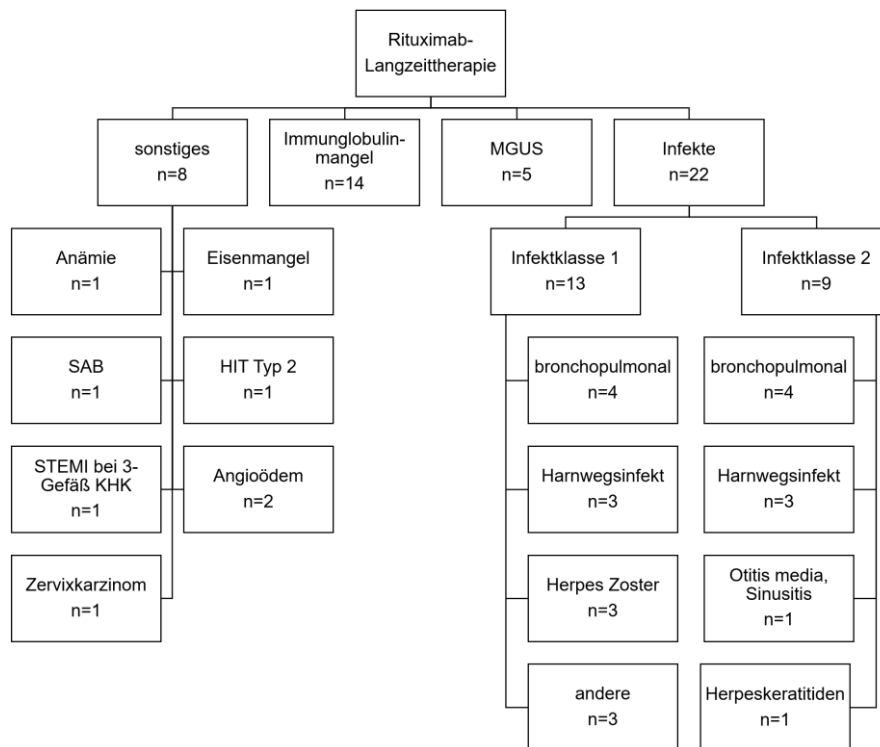 Rituximab-
Langzeittherapie
sonstiges
n=8
Immunglobulin-
mangel
n=14
MGUS
n=5
Infekte
n=22
Anämie
n=1
Eisenmangel
n=1
SAB
n=1
HIT Typ 2
n=1
STEMI bei 3-
Gefäß KHK
n=1
Angioödem
n=2
Zervixkarzinom
n=1
Infektklasse 1
n=13
Infektklasse 2
n=9
bronchopulmonal
n=4
Harnwegsinfekt
n=3
Herpes Zoster
n=3
andere
n=3
bronchopulmonal
n=4
Harnwegsinfekt
n=3
Otitis media,
Sinusitis
n=1
Herpeskeratitiden
n=1